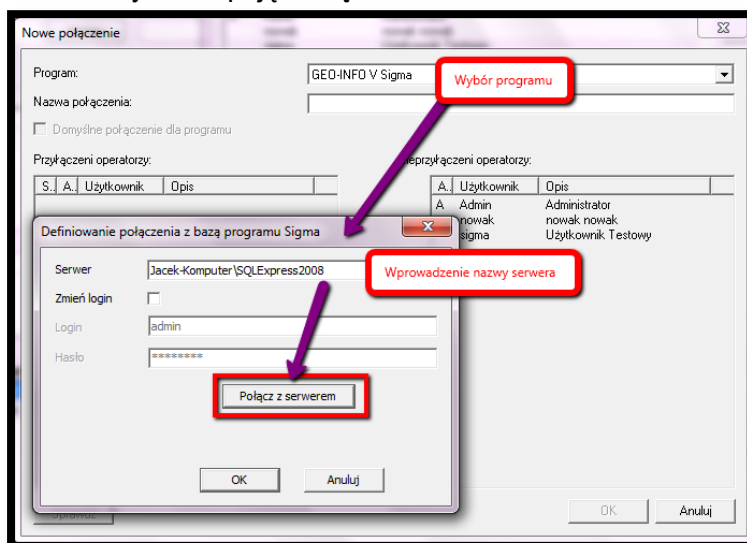 Nowe połączenie
Program:
GEO-INFO V Sigma
Wybór programu
Nazwa połączenia:
Domyślne połączenie dla programu
Przyłączeni operatorzy:
przyłączeni operatorzy:
S.. A.. Użytkownik Opis
A.. Użytkownik Opis
A Admin Administrator
nowak nowak nowak
sigma Użytkownik Testowy
Definiowanie połączenia z bazą programu Sigma
Serwer Jacek-Komputer\SQLExpress2008
Wprowadzenie nazwy serwera
Zmień login
Login admin
Hasło ********
Połącz z serwerem
OK Anuluj
OK Anuluj